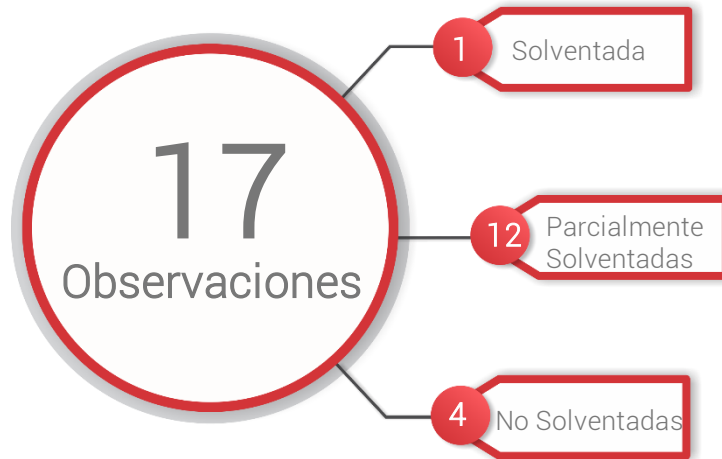 17
Observaciones
1
Solventada
12
Parcialmente
Solventadas
4
No Solventadas